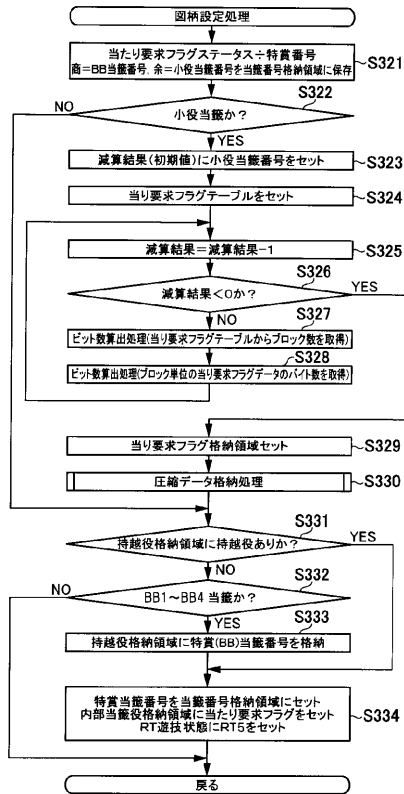 図柄設定処理
当たり要求フラグステータス÷特賞番号
商=BB当籤番号、余=小役当籤番号を当籤番号格納領域に保存
S321
S322
NO
小役当籤か?
YES
減算結果(初期値)に小役当籤番号をセット
S323
当り要求フラグテーブルをセット
S324
減算結果=減算結果-1
S325
S326
減算結果<0か?
YES
NO
S327
ビット数算出処理(当り要求フラグテーブルからブロック数を取得)
S328
ビット数算出処理(ブロック単位の当り要求フラグデータのバイト数を取得)
当り要求フラグ格納領域セット
S329
圧縮データ格納処理
S330
S331
持越役格納領域に持越役ありか?
YES
NO
S332
NO
BB1~BB4 当籤か?
YES
S333
持越役格納領域に特賞(BB)当籤番号を格納
特賞当籤番号を当籤番号格納領域にセット
内部当籤役格納領域に当たり要求フラグをセット
RT遊技状態にRT5をセット
S334
戻る